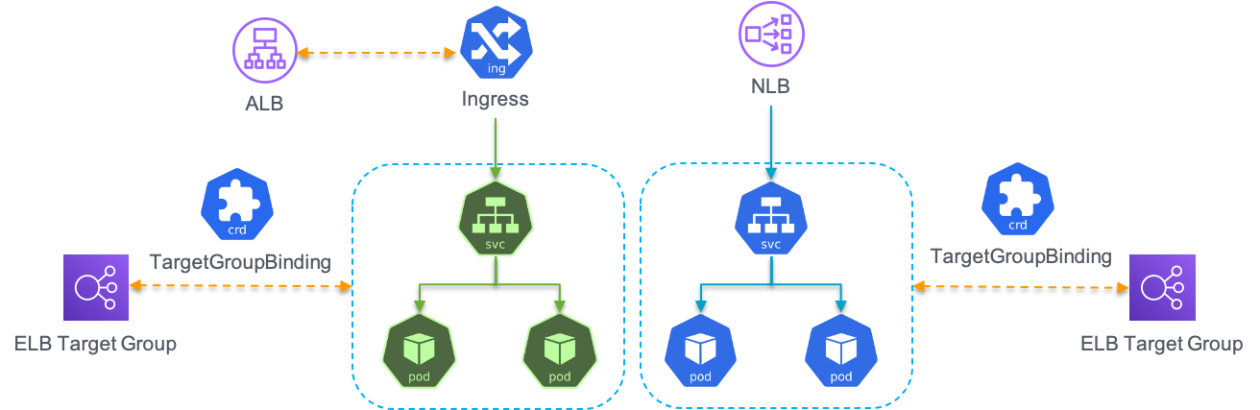 ing
ALB
Ingress
NLB
crd
TargetGroupBinding
svc
svc
crd
TargetGroupBinding
ELB Target Group
pod
pod
pod
pod
ELB Target Group